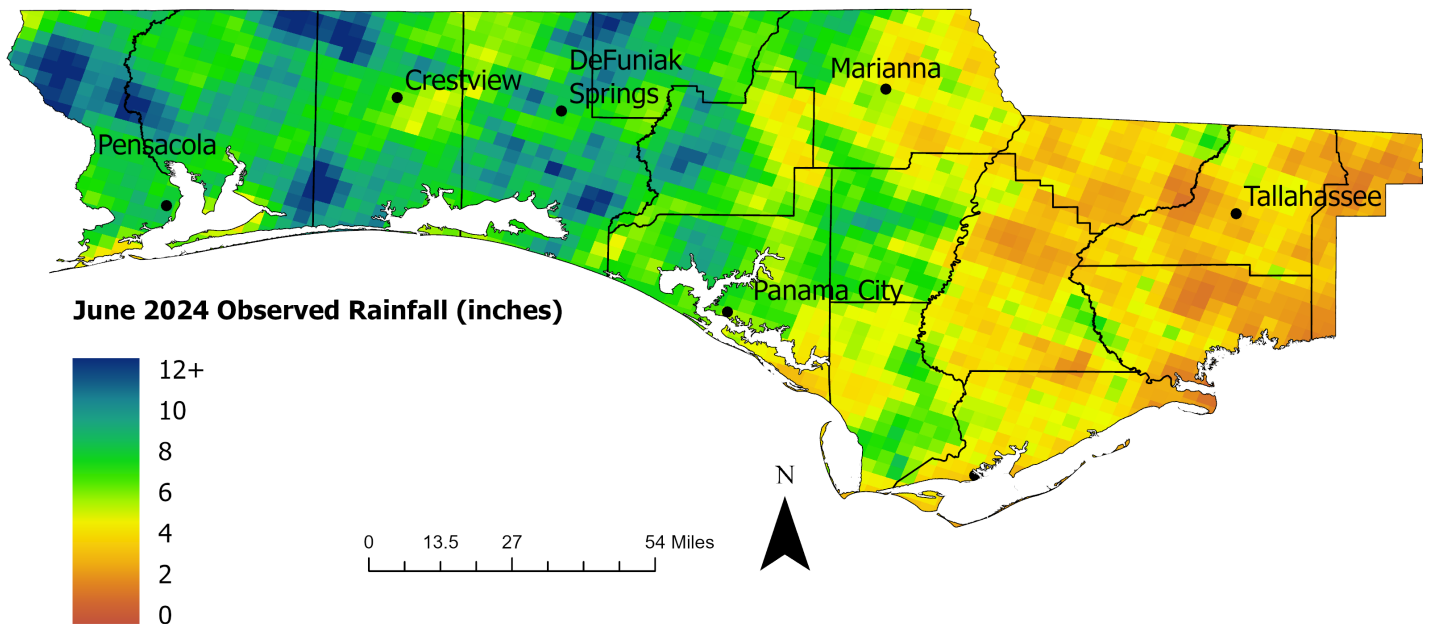 DeFuniak
Springs
Crestview
Marianna
Pensacola
Tallahassee
Panama City
June 2024 Observed Rainfall (inches)
12+
10
8
6
4
2
0
N
0 13.5 27 54 Miles